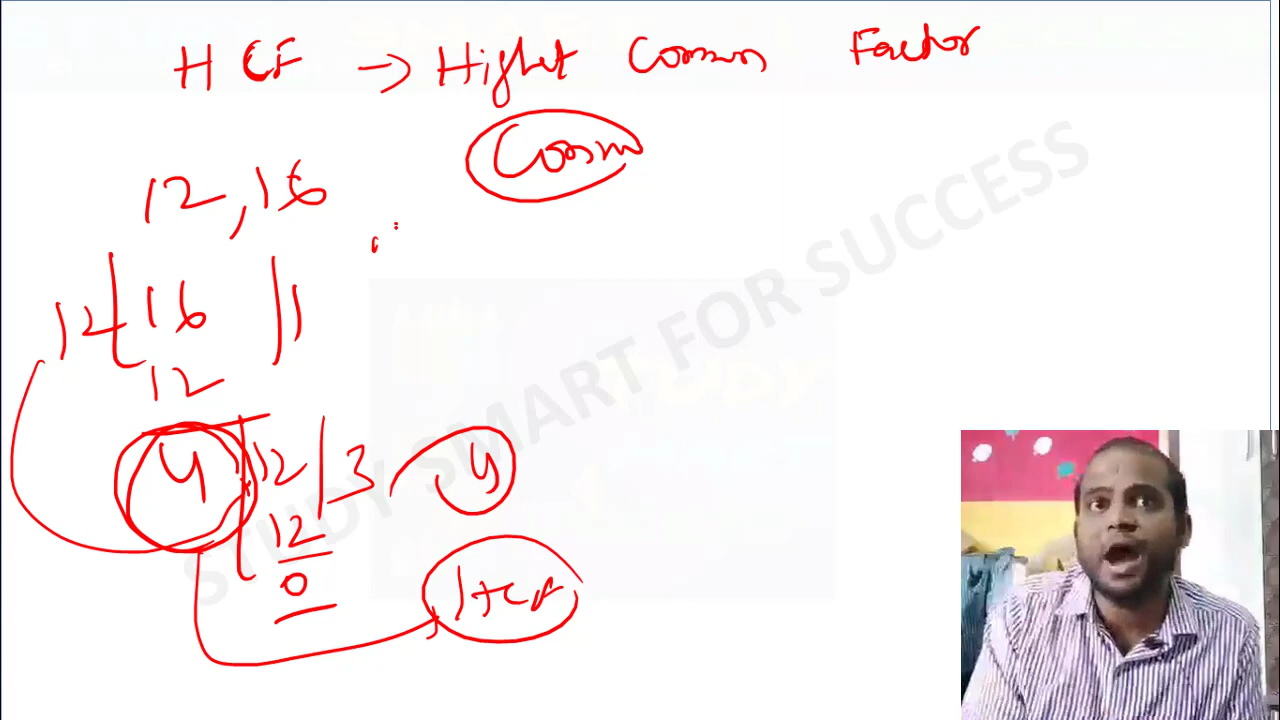 HCF → Highet Common Factor
Comm
12, 16
12 | 16 | 1
12
4 | 12 | 3 4
12
0
HCF
STUDY SMART FOR SUCCESS